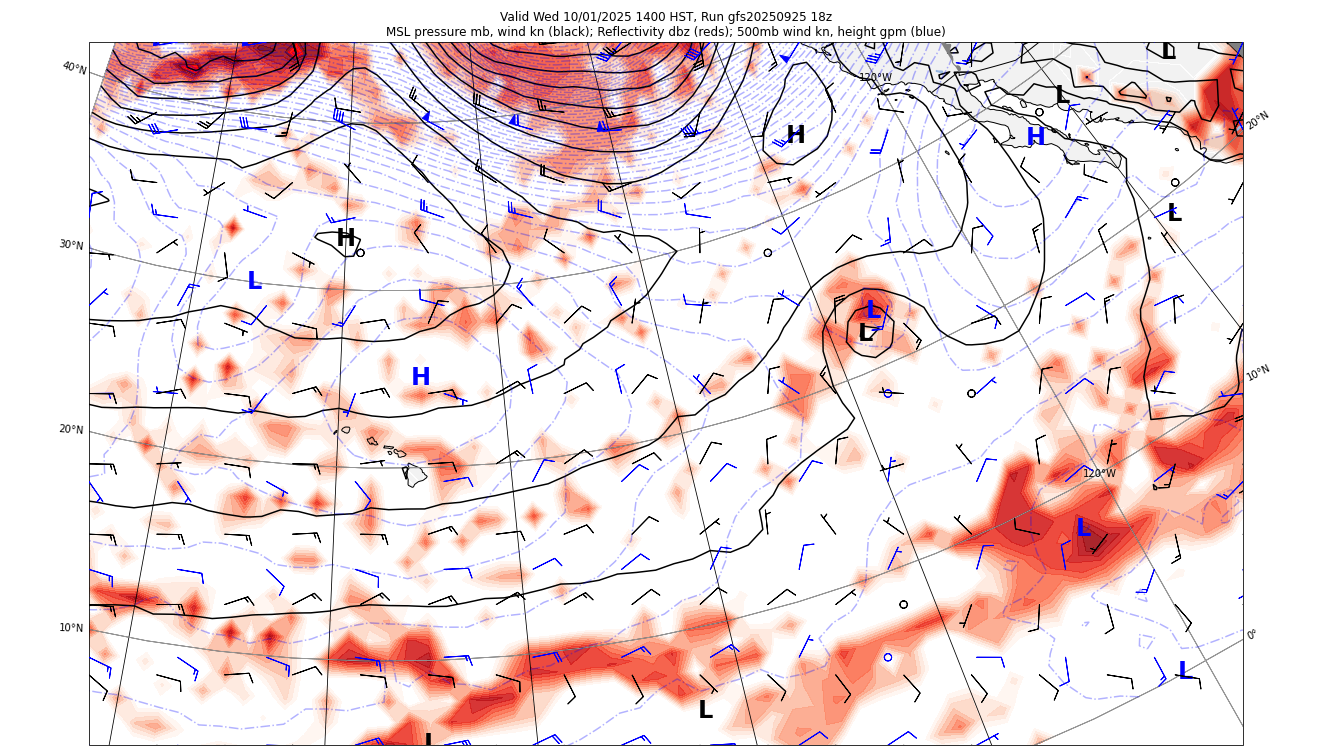 Valid Wed 10/01/2025 1400 HST, Run gfs20250925 18z
MSL pressure mb, wind kn (black); Reflectivity dbz (reds); 500mb wind kn, height gpm (blue)
40°N
120°W
L
L
20°N
H
H
L
H
30°N
L
L
L
H
10°N
20°N
120°W
L
10°N
0°
L
L
L